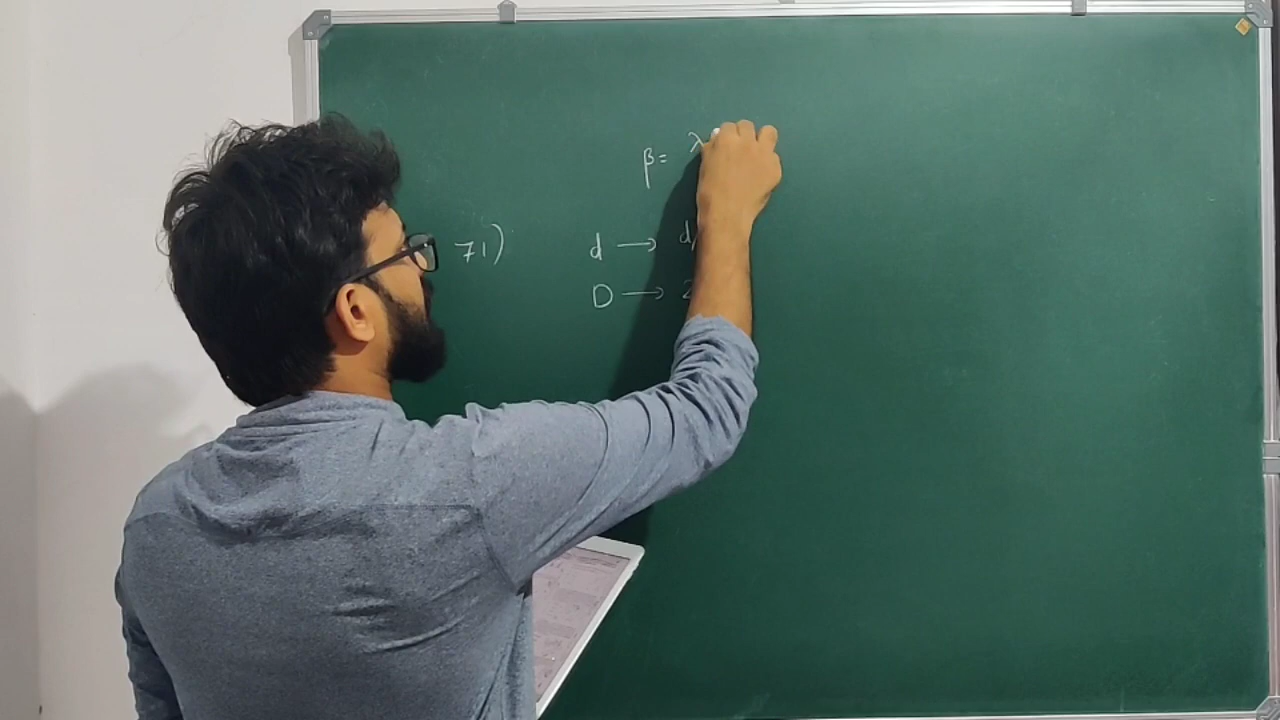 β = λ
71) d → d/
D → 2